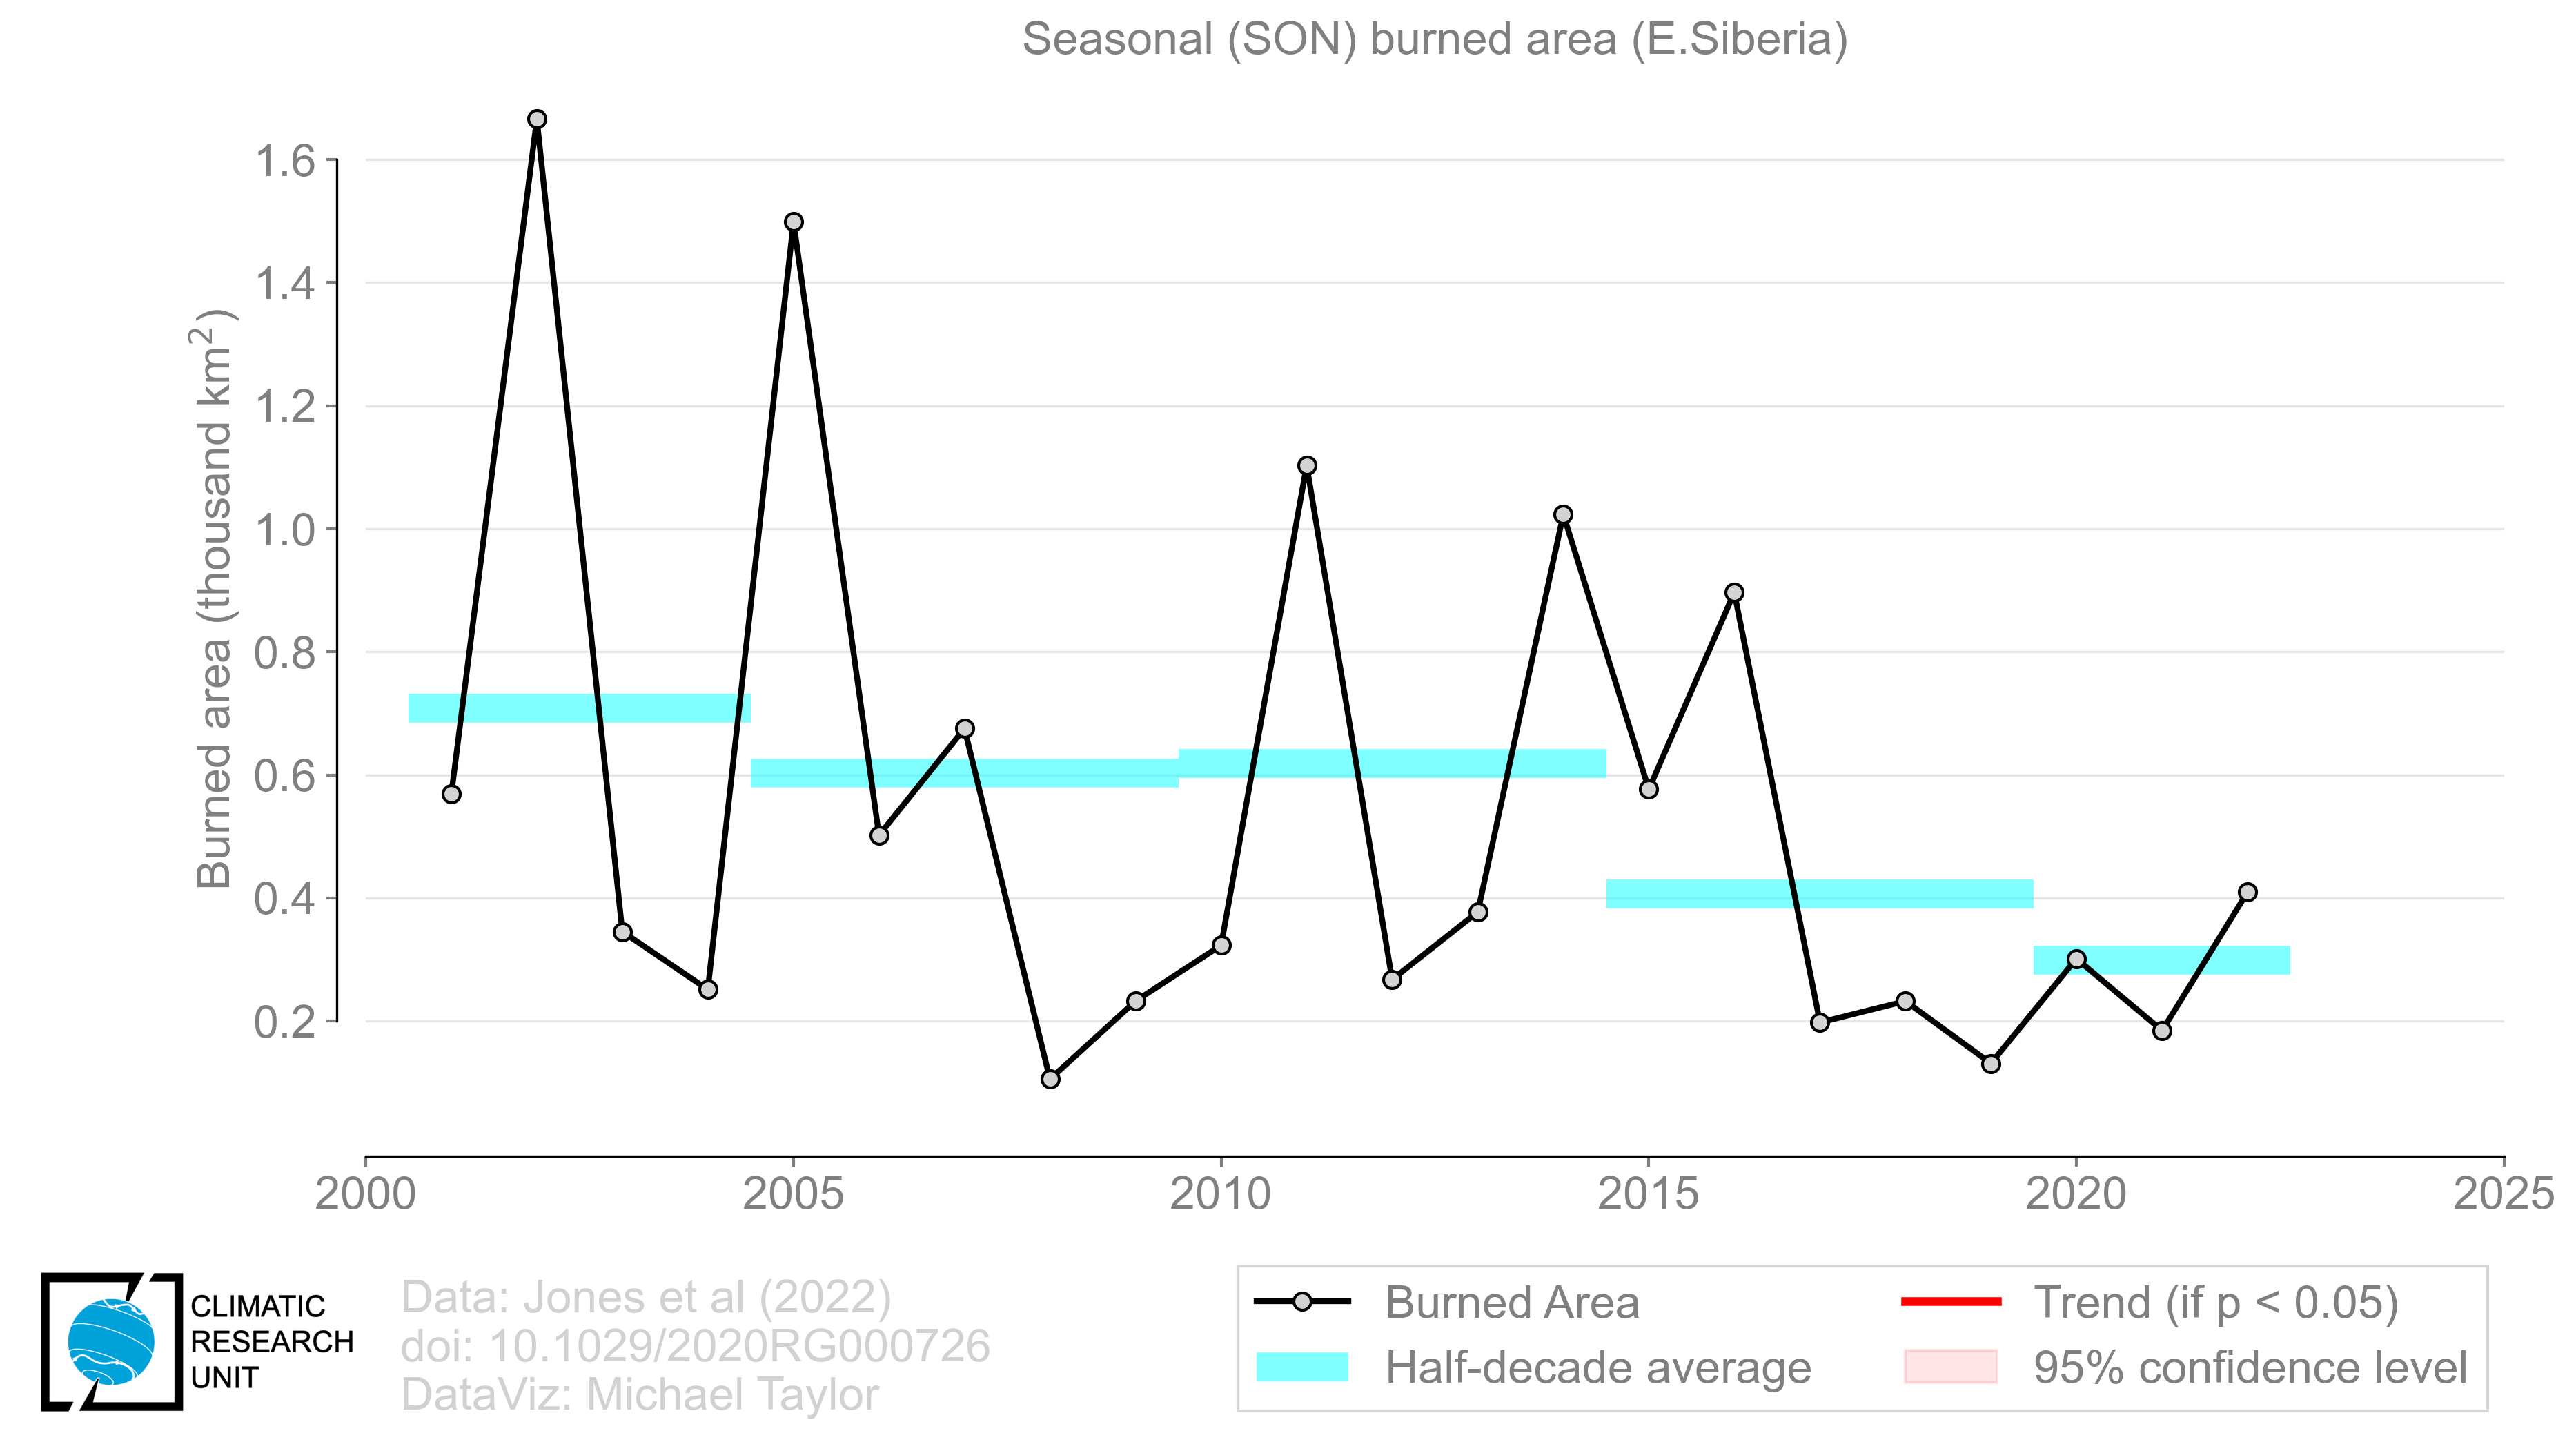 Seasonal (SON) burned area (E.Siberia)
Burned area (thousand km²)
1.6
1.4
1.2
1.0
0.8
0.6
0.4
0.2
2000 2005 2010 2015 2020 2025
CLIMATIC
RESEARCH
UNIT
Data: Jones et al (2022)
doi: 10.1029/2020RG000726
DataViz: Michael Taylor
Burned Area
Half-decade average
Trend (if p < 0.05)
95% confidence level